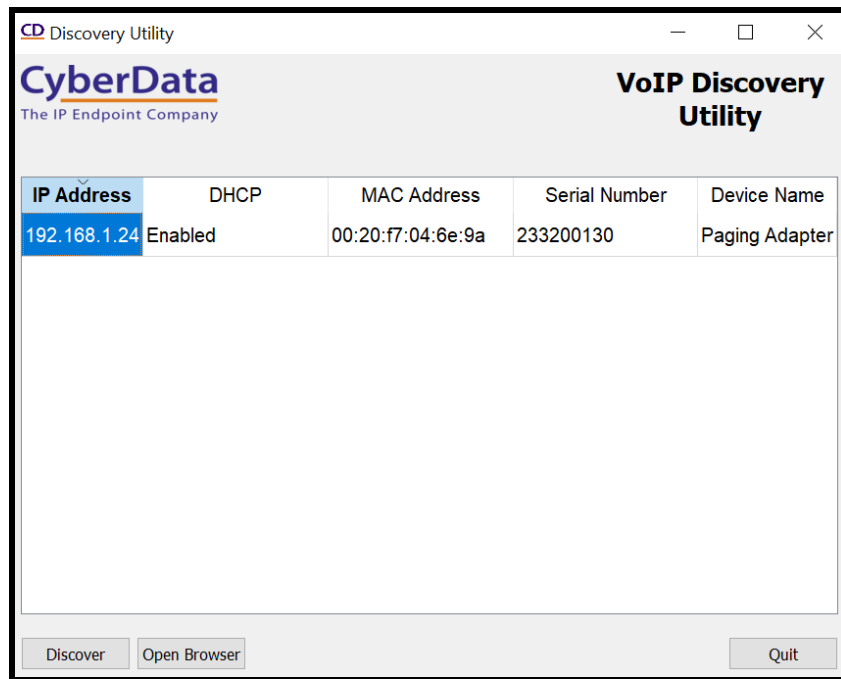 CD Discovery Utility
CyberData
The IP Endpoint Company
VoIP Discovery
Utility
IP Address DHCP MAC Address Serial Number Device Name
192.168.1.24 Enabled 00:20:f7:04:6e:9a 233200130 Paging Adapter
Discover Open Browser Quit